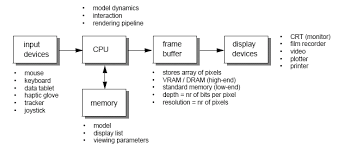 • model dynamics
• interaction
• rendering pipeline
input
devices
CPU
frame
buffer
display
devices
• CRT (monitor)
• film recorder
• video
• plotter
• printer
• mouse
• keyboard
• data tablet
• haptic glove
• tracker
• joystick
memory
• model
• display list
• viewing parameters
• stores array of pixels
• VRAM / DRAM (high-end)
• standard memory (low-end)
• depth = nr of bits per pixel
• resolution = nr of pixels